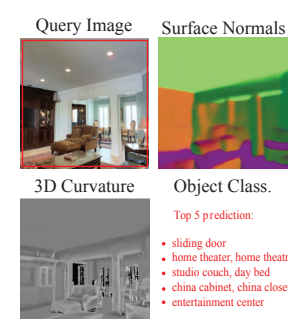 Query Image
Surface Normals
3D Curvature
Object Class.
Top 5 prediction:
• sliding door
• home theater, home theatr
• studio couch, day bed
• china cabinet, china close
• entertainment center